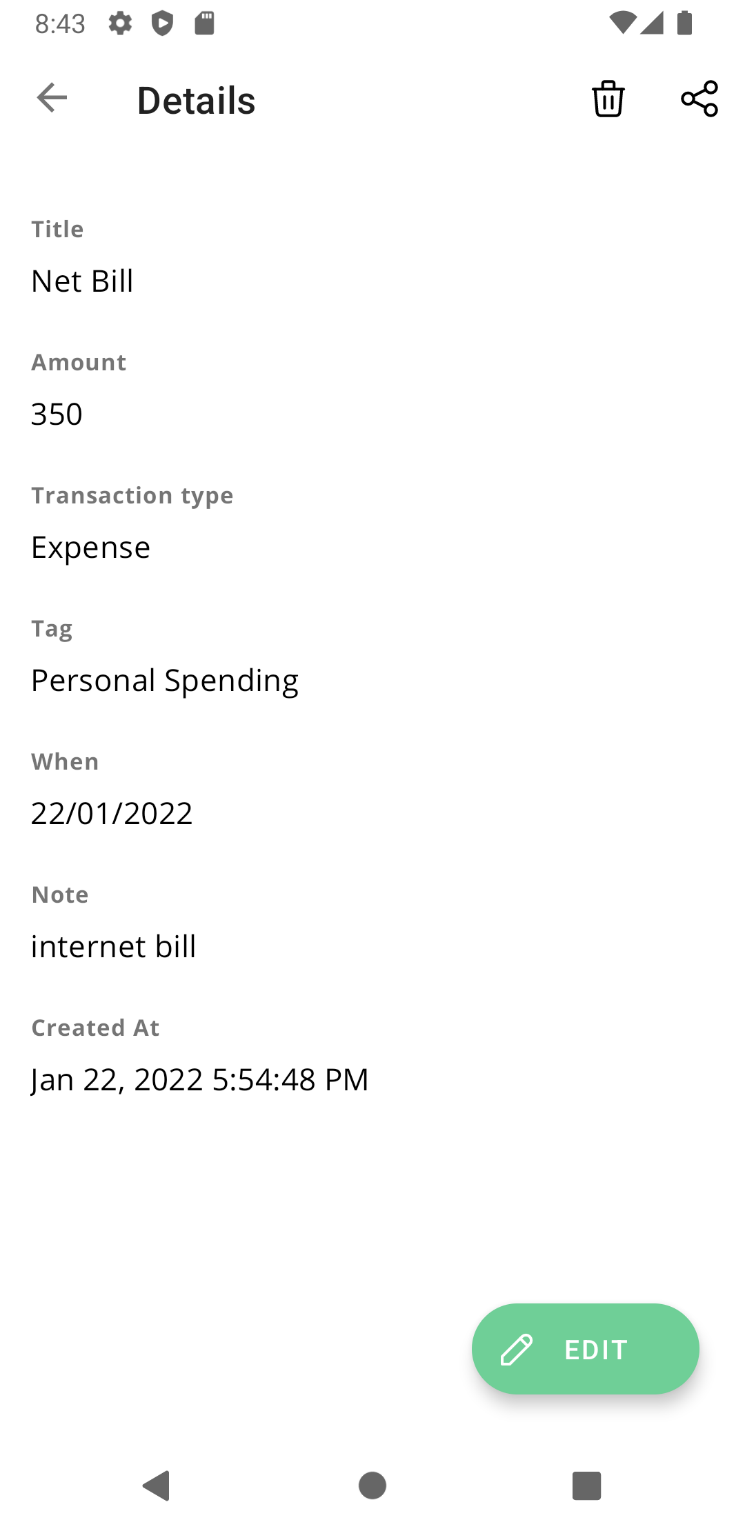 8:43
Details
Title
Net Bill
Amount
350
Transaction type
Expense
Tag
Personal Spending
When
22/01/2022
Note
internet bill
Created At
Jan 22, 2022 5:54:48 PM
EDIT